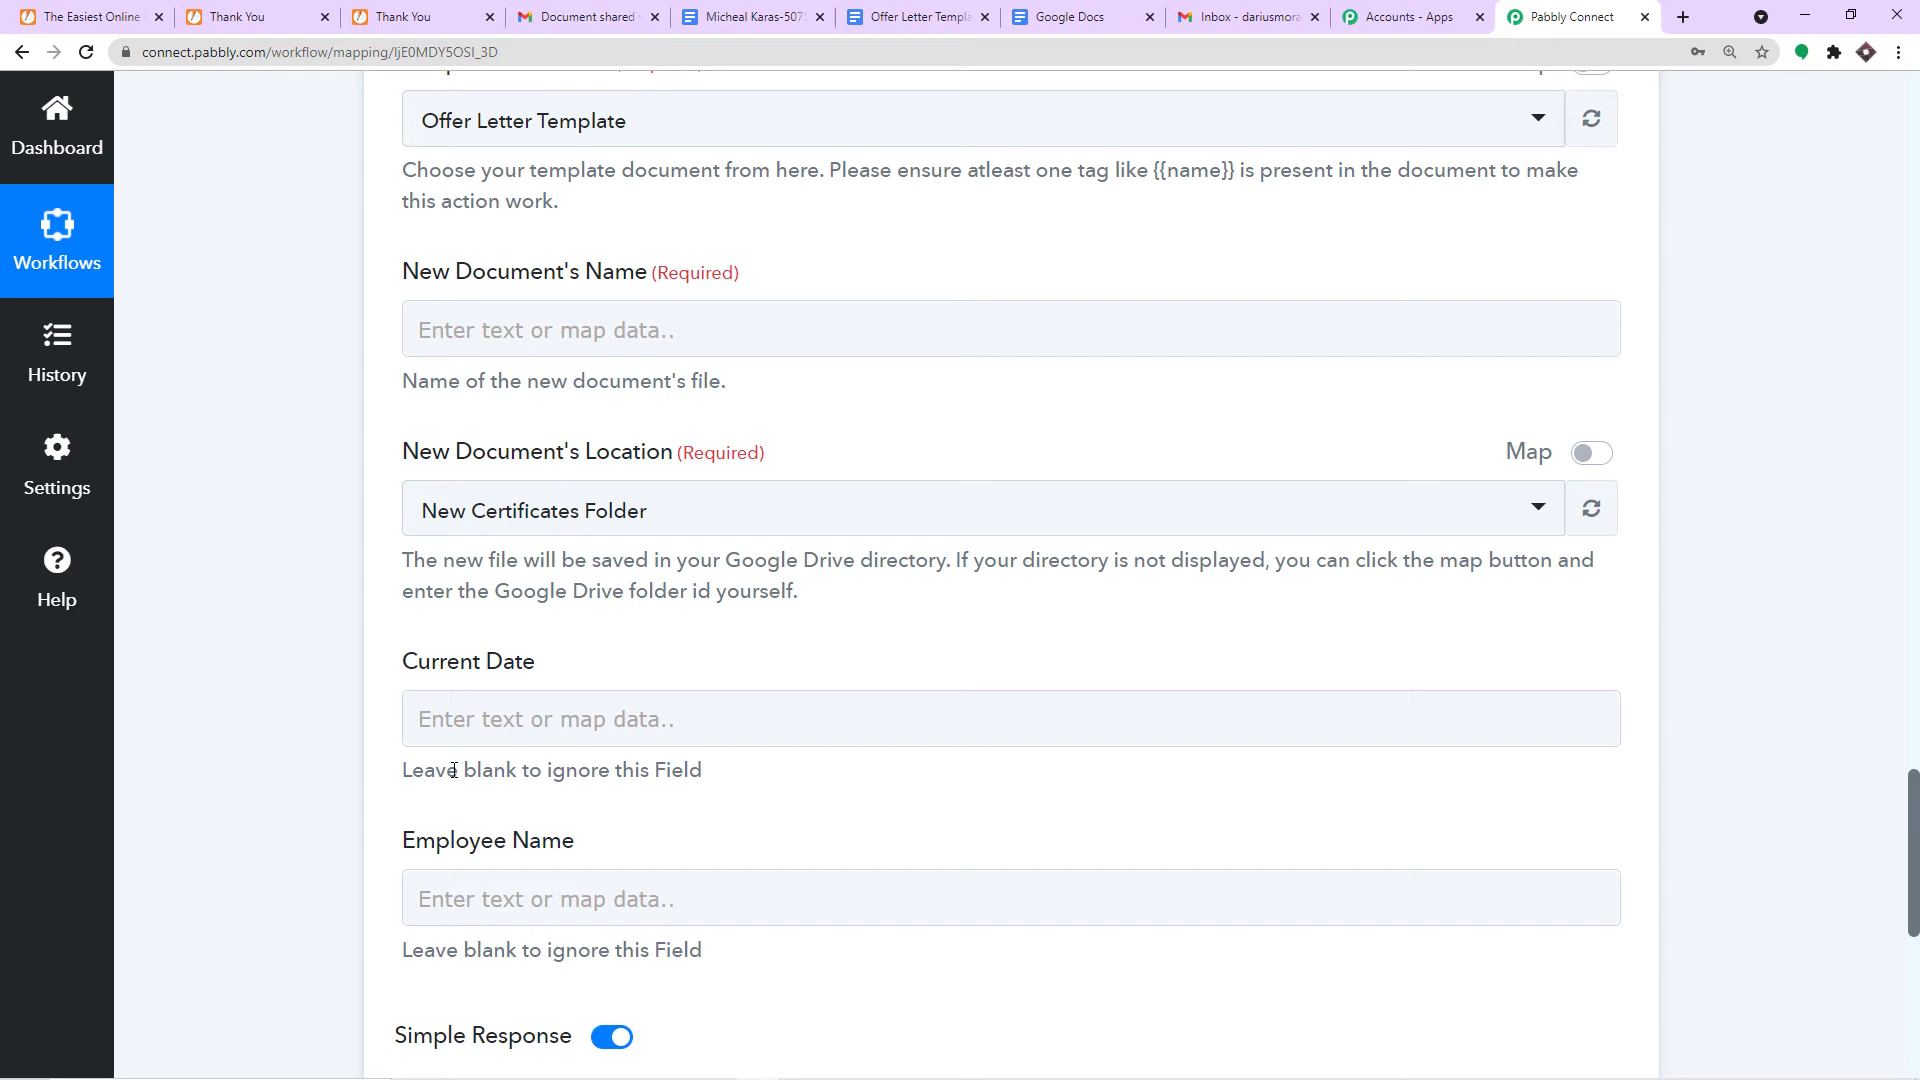 The Easiest Online
Thank You
Thank You
Document shared
Micheal Karas-507
Offer Letter Templa
Google Docs
Inbox - dariusmora
Accounts - Apps
Pabbly Connect
connect.pabbly.com/workflow/mapping/IjE0MDY5OSI_3D
Dashboard
Workflows
History
Settings
Help
Offer Letter Template
Choose your template document from here. Please ensure atleast one tag like {{name}} is present in the document to make
this action work.
New Document's Name (Required)
Enter text or map data..
Name of the new document's file.
New Document's Location (Required)
Map
New Certificates Folder
The new file will be saved in your Google Drive directory. If your directory is not displayed, you can click the map button and
enter the Google Drive folder id yourself.
Current Date
Enter text or map data..
Leave blank to ignore this Field
Employee Name
Enter text or map data..
Leave blank to ignore this Field
Simple Response